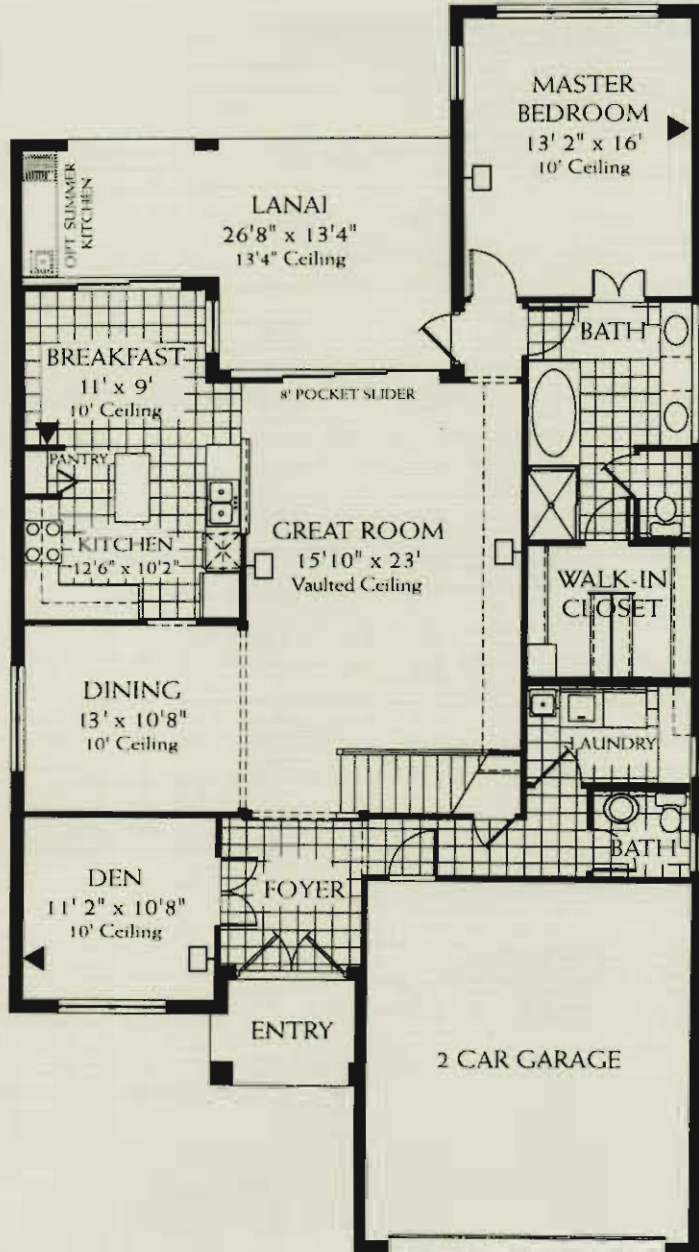 MASTER
BEDROOM
13' 2" x 16'
10' Ceiling
OPT SUMMER
KITCHEN
LANAI
26'8" x 13'4"
13'4" Ceiling
BREAKFAST
11' x 9'
10' Ceiling
BATH
8' POCKET SLIDER
PANTRY
KITCHEN
12'6" x 10'2"
GREAT ROOM
15'10" x 23'
Vaulted Ceiling
WALK-IN
CLOSET
DINING
13' x 10'8"
10' Ceiling
LAUNDRY
BATH
DEN
11' 2" x 10'8"
10' Ceiling
FOYER
ENTRY
2 CAR GARAGE